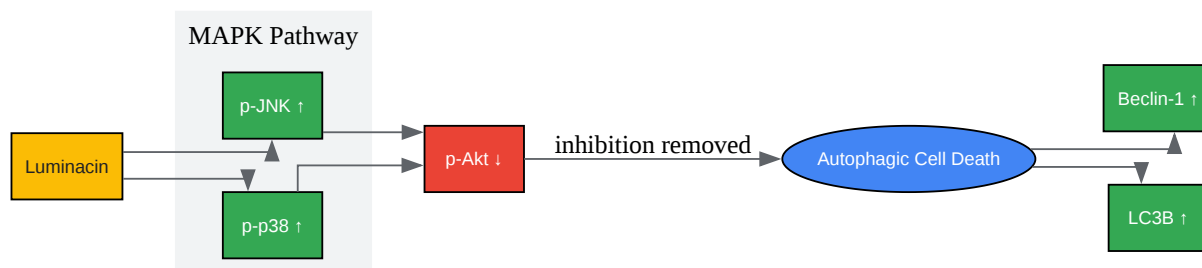 MAPK Pathway
Luminacin
p-JNK ↑
p-p38 ↑
p-Akt ↓
inhibition removed
Autophagic Cell Death
Beclin-1 ↑
LC3B ↑